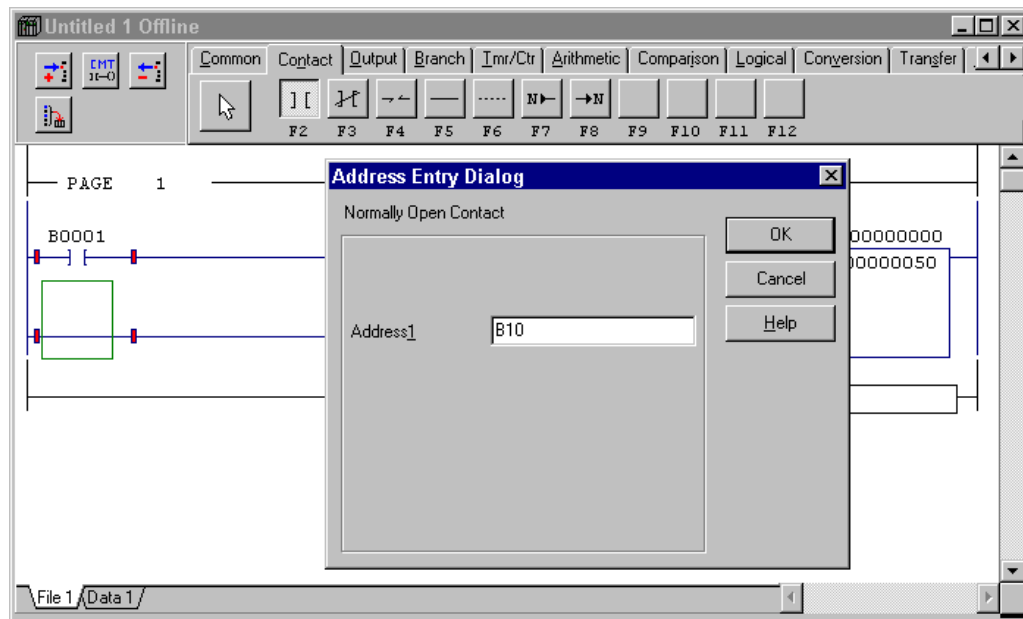 Untitled 1 Offline
CMT
Common Contact Output Branch Tmr/Ctr Arithmetic Comparison Logical Conversion Transfer
N N
F2 F3 F4 F5 F6 F7 F8 F9 F10 F11 F12
PAGE 1
Address Entry Dialog
Normally Open Contact
OK
B0001
00000000
00000050
Cancel
Help
Address1
B10
File 1 Data 1